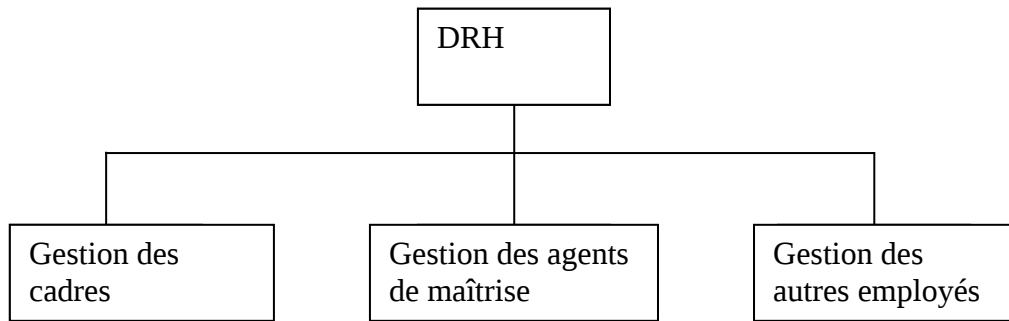 DRH
Gestion des
cadres
Gestion des agents
de maîtrise
Gestion des
autres employés